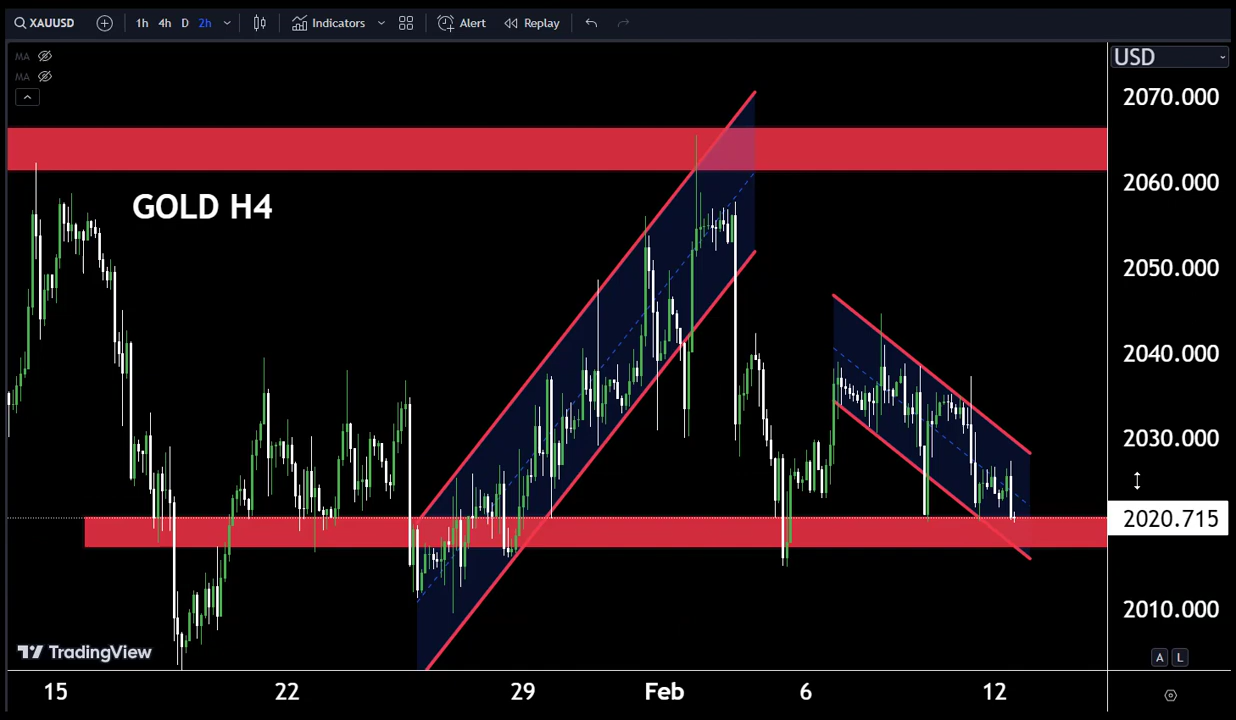 XAUUSD 1h 4h D 2h Indicators Alert Replay
MA
MA
USD
2070.000
2060.000
GOLD H4
2050.000
2040.000
2030.000
2020.715
2010.000
TradingView
A L
15 22 29 Feb 6 12